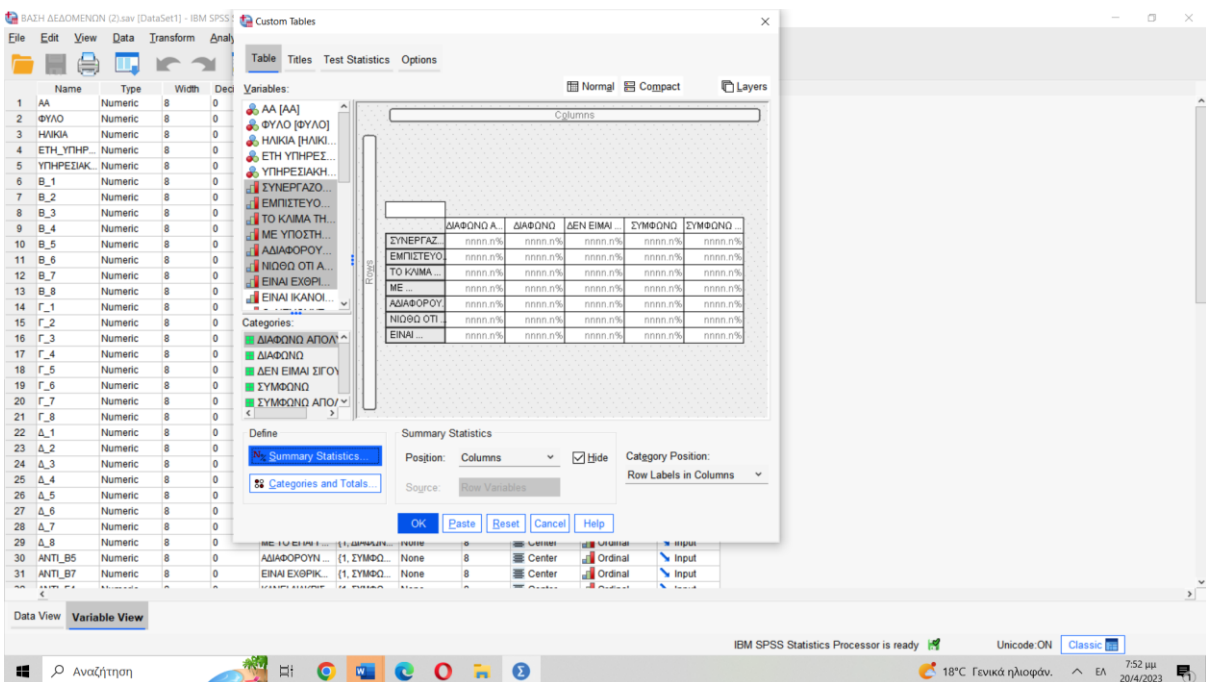 ΒΑΣΗ ΔΕΔΟΜΕΝΩΝ (2).sav [DataSet1] - IBM SPSS S
Custom Tables
File Edit View Data Transform Analy
Table Titles Test Statistics Options
Variables:
Normal Compact Layers
AA [AA]
ΦΥΛΟ [ΦΥΛΟ]
ΗΛΙΚΙΑ [ΗΛΙΚΙ...
ΕΤΗ ΥΠΗΡΕΣ...
ΥΠΗΡΕΣΙΑΚΗ...
ΣΥΝΕΡΓΑΖΟ...
ΕΜΠΙΣΤΕΥΟ...
ΤΟ ΚΛΙΜΑ ΤΗ...
ΜΕ ΥΠΟΣΤΗ...
ΑΔΙΑΦΟΡΟΥ...
ΝΙΩΘΩ ΟΤΙ Α...
ΕΙΝΑΙ ΕΧΘΡΙ...
ΕΙΝΑΙ ΙΚΑΝΟΙ...
Categories:
ΔΙΑΦΩΝΩ ΑΠΟΛΥ
ΔΙΑΦΩΝΩ
ΔΕΝ ΕΙΜΑΙ ΣΙΓΟΥ
ΣΥΜΦΩΝΩ
ΣΥΜΦΩΝΩ ΑΠΟΛ
Columns
Rows
ΔΙΑΦΩΝΩ Α... ΔΙΑΦΩΝΩ ΔΕΝ ΕΙΜΑΙ ... ΣΥΜΦΩΝΩ ΣΥΜΦΩΝΩ ...
ΣΥΝΕΡΓΑΖ... nnnn.n% nnnn.n% nnnn.n% nnnn.n% nnnn.n%
ΕΜΠΙΣΤΕΥΟ... nnnn.n% nnnn.n% nnnn.n% nnnn.n% nnnn.n%
ΤΟ ΚΛΙΜΑ ... nnnn.n% nnnn.n% nnnn.n% nnnn.n% nnnn.n%
ΜΕ ... nnnn.n% nnnn.n% nnnn.n% nnnn.n% nnnn.n%
ΑΔΙΑΦΟΡΟΥ... nnnn.n% nnnn.n% nnnn.n% nnnn.n% nnnn.n%
ΝΙΩΘΩ ΟΤΙ ... nnnn.n% nnnn.n% nnnn.n% nnnn.n% nnnn.n%
ΕΙΝΑΙ ... nnnn.n% nnnn.n% nnnn.n% nnnn.n% nnnn.n%
Define
Summary Statistics...
Categories and Totals...
Summary Statistics
Position: Columns Hide
Source: Row Variables
Category Position:
Row Labels in Columns
OK Paste Reset Cancel Help
Name Type Width Deci
1 AA Numeric 8 0
2 ΦΥΛΟ Numeric 8 0
3 ΗΛΙΚΙΑ Numeric 8 0
4 ΕΤΗ_ΥΠΗΡ... Numeric 8 0
5 ΥΠΗΡΕΣΙΑΚ... Numeric 8 0
6 Β_1 Numeric 8 0
7 Β_2 Numeric 8 0
8 Β_3 Numeric 8 0
9 Β_4 Numeric 8 0
10 Β_5 Numeric 8 0
11 Β_6 Numeric 8 0
12 Β_7 Numeric 8 0
13 Β_8 Numeric 8 0
14 Γ_1 Numeric 8 0
15 Γ_2 Numeric 8 0
16 Γ_3 Numeric 8 0
17 Γ_4 Numeric 8 0
18 Γ_5 Numeric 8 0
19 Γ_6 Numeric 8 0
20 Γ_7 Numeric 8 0
21 Γ_8 Numeric 8 0
22 Δ_1 Numeric 8 0
23 Δ_2 Numeric 8 0
24 Δ_3 Numeric 8 0
25 Δ_4 Numeric 8 0
26 Δ_5 Numeric 8 0
27 Δ_6 Numeric 8 0
28 Δ_7 Numeric 8 0
29 Δ_8 Numeric 8 0 None 8 Center Ordinal Input
30 ANTI_B5 Numeric 8 0 ΑΔΙΑΦΟΡΟΥΝ ... {1, ΣΥΜΦΩ... None 8 Center Ordinal Input
31 ANTI_B7 Numeric 8 0 ΕΙΝΑΙ ΕΧΘΡΙΚ... {1, ΣΥΜΦΩ... None 8 Center Ordinal Input
Data View Variable View
IBM SPSS Statistics Processor is ready Unicode:ON Classic
Αναζήτηση
18°C Γενικά ηλιοφάν. ΕΛ 7:52 μμ
20/4/2023